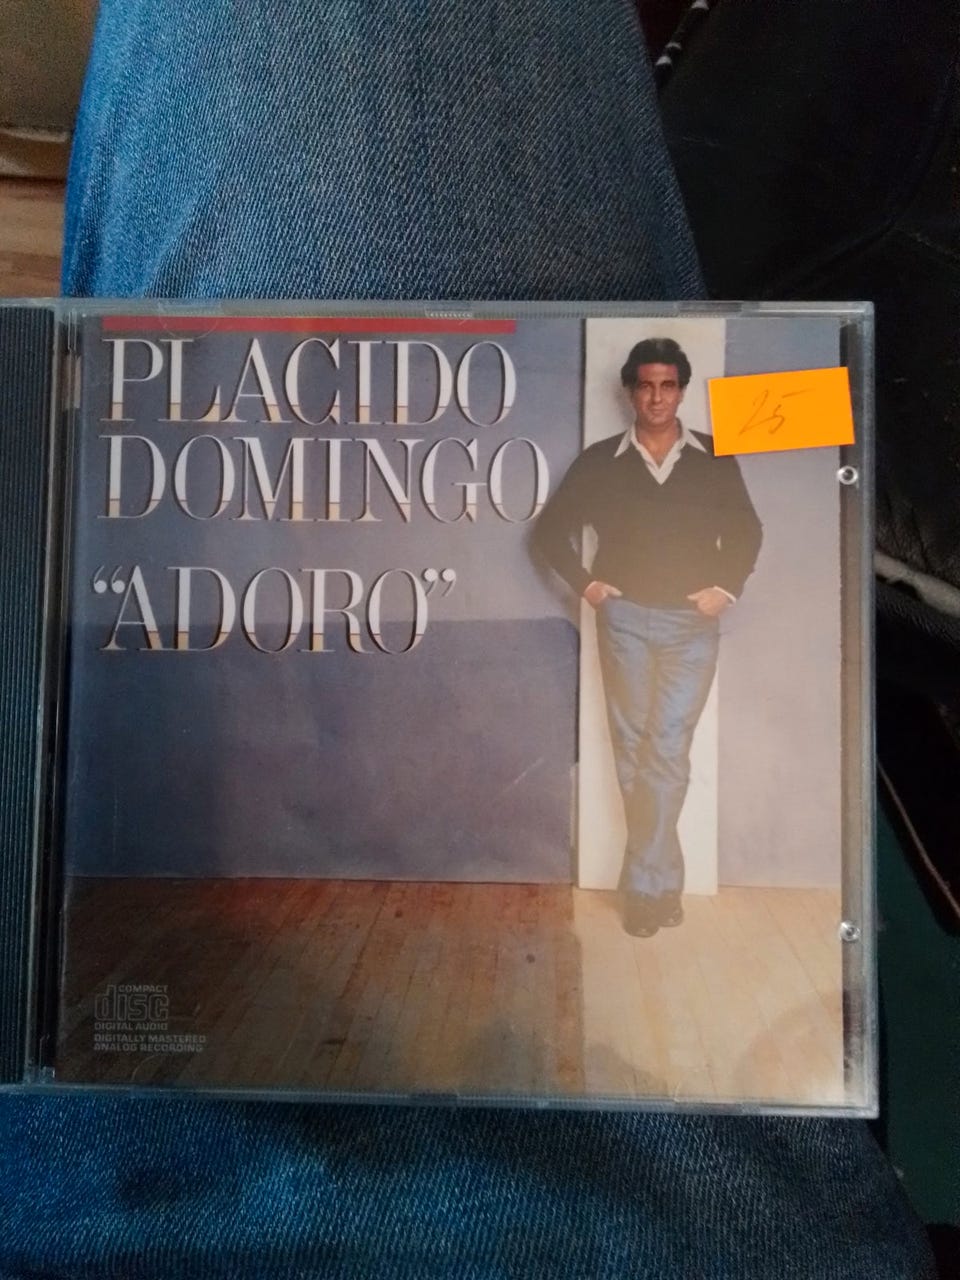 PLACIDO
DOMINGO
“ADORO”
25
COMPACT
disc
DIGITAL AUDIO
DIGITALLY MASTERED
ANALOG RECORDING